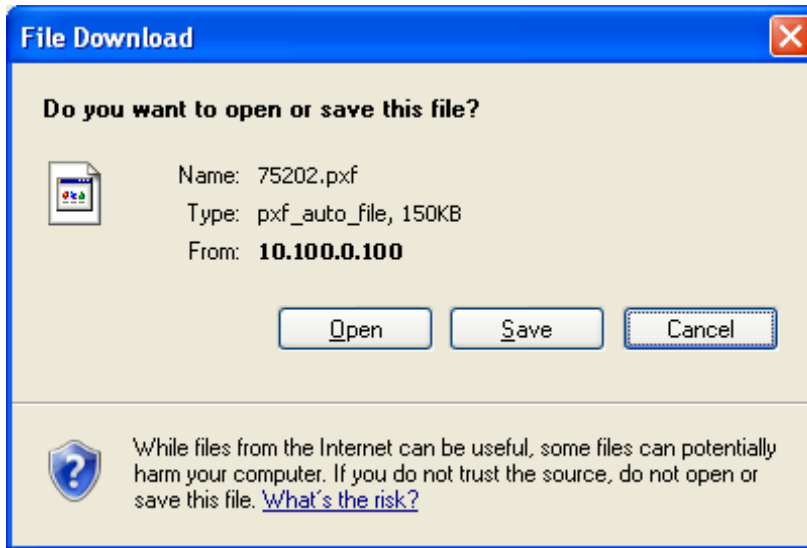 File Download
Do you want to open or save this file?
Name: 75202.pxf
Type: pxf_auto_file, 150KB
From: 10.100.0.100
Open Save Cancel
While files from the Internet can be useful, some files can potentially
harm your computer. If you do not trust the source, do not open or
save this file. What's the risk?